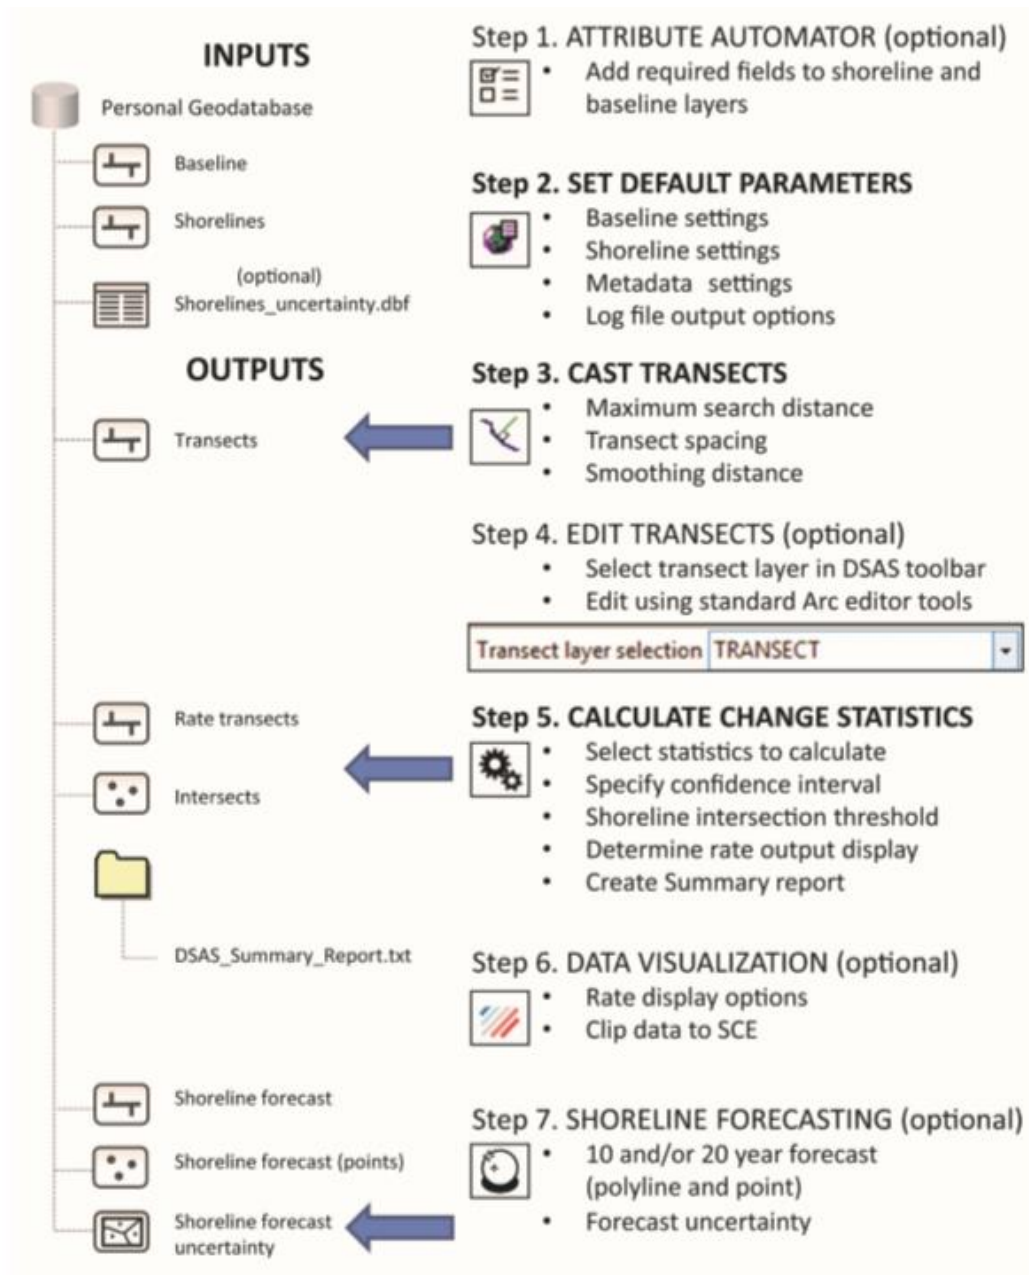 INPUTS
Personal Geodatabase
Baseline
Shorelines
(optional)
Shorelines_uncertainty.dbf
OUTPUTS
Transects
Rate transects
Intersects
DSAS_Summary_Report.txt
Shoreline forecast
Shoreline forecast (points)
Shoreline forecast
uncertainty
Step 1. ATTRIBUTE AUTOMATOR (optional)
• Add required fields to shoreline and
baseline layers
Step 2. SET DEFAULT PARAMETERS
• Baseline settings
• Shoreline settings
• Metadata settings
• Log file output options
Step 3. CAST TRANSECTS
• Maximum search distance
• Transect spacing
• Smoothing distance
Step 4. EDIT TRANSECTS (optional)
• Select transect layer in DSAS toolbar
• Edit using standard Arc editor tools
Transect layer selection TRANSECT
Step 5. CALCULATE CHANGE STATISTICS
• Select statistics to calculate
• Specify confidence interval
• Shoreline intersection threshold
• Determine rate output display
• Create Summary report
Step 6. DATA VISUALIZATION (optional)
• Rate display options
• Clip data to SCE
Step 7. SHORELINE FORECASTING (optional)
• 10 and/or 20 year forecast
(polyline and point)
• Forecast uncertainty